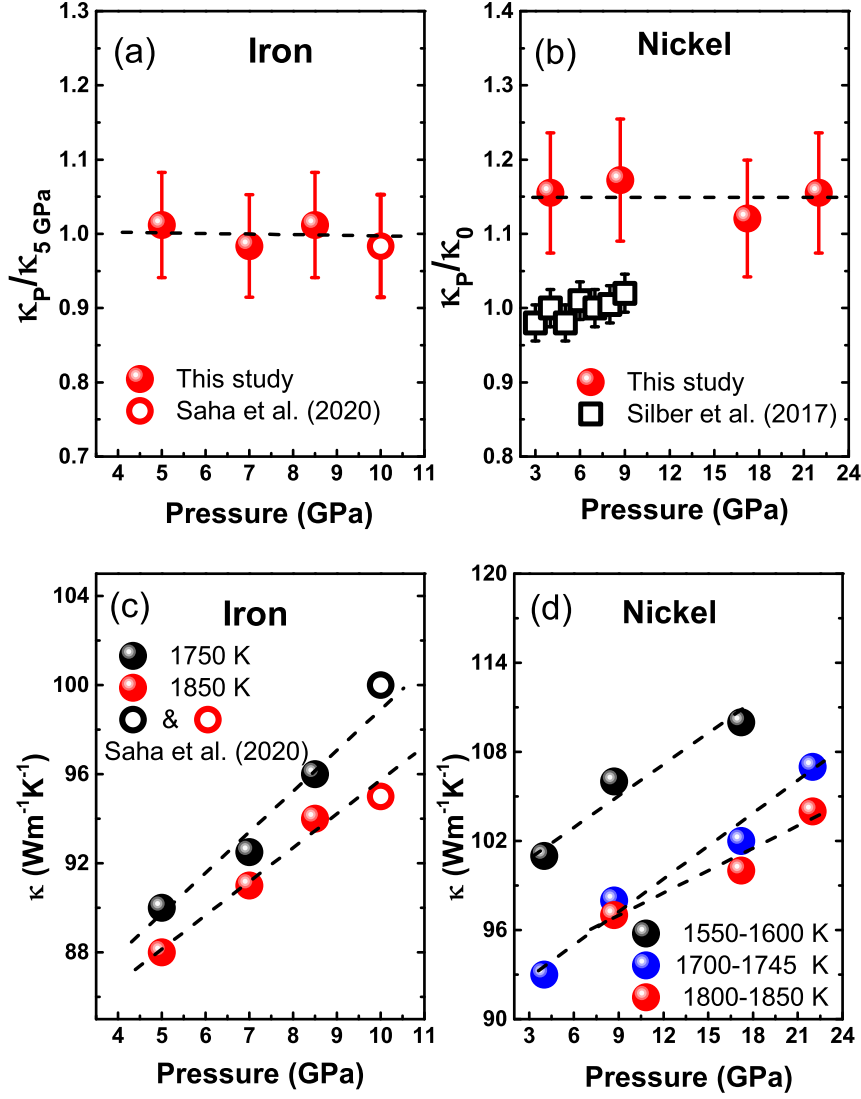 (a) Iron
1.3
1.2
1.1
1.0
0.9
0.8
0.7
κP/κ5 GPa
This study
Saha et al. (2020)
4 5 6 7 8 9 10 11
Pressure (GPa)
(b) Nickel
1.4
1.3
1.2
1.1
1.0
0.9
0.8
κP/κ0
This study
Silber et al. (2017)
3 6 9 12 15 18 21 24
Pressure (GPa)
(c) Iron
104
100
96
92
88
κ (Wm⁻¹K⁻¹)
1750 K
1850 K
&
Saha et al. (2020)
4 5 6 7 8 9 10 11
Pressure (GPa)
(d) Nickel
120
114
108
102
96
90
κ (Wm⁻¹K⁻¹)
1550-1600 K
1700-1745 K
1800-1850 K
3 6 9 12 15 18 21 24
Pressure (GPa)